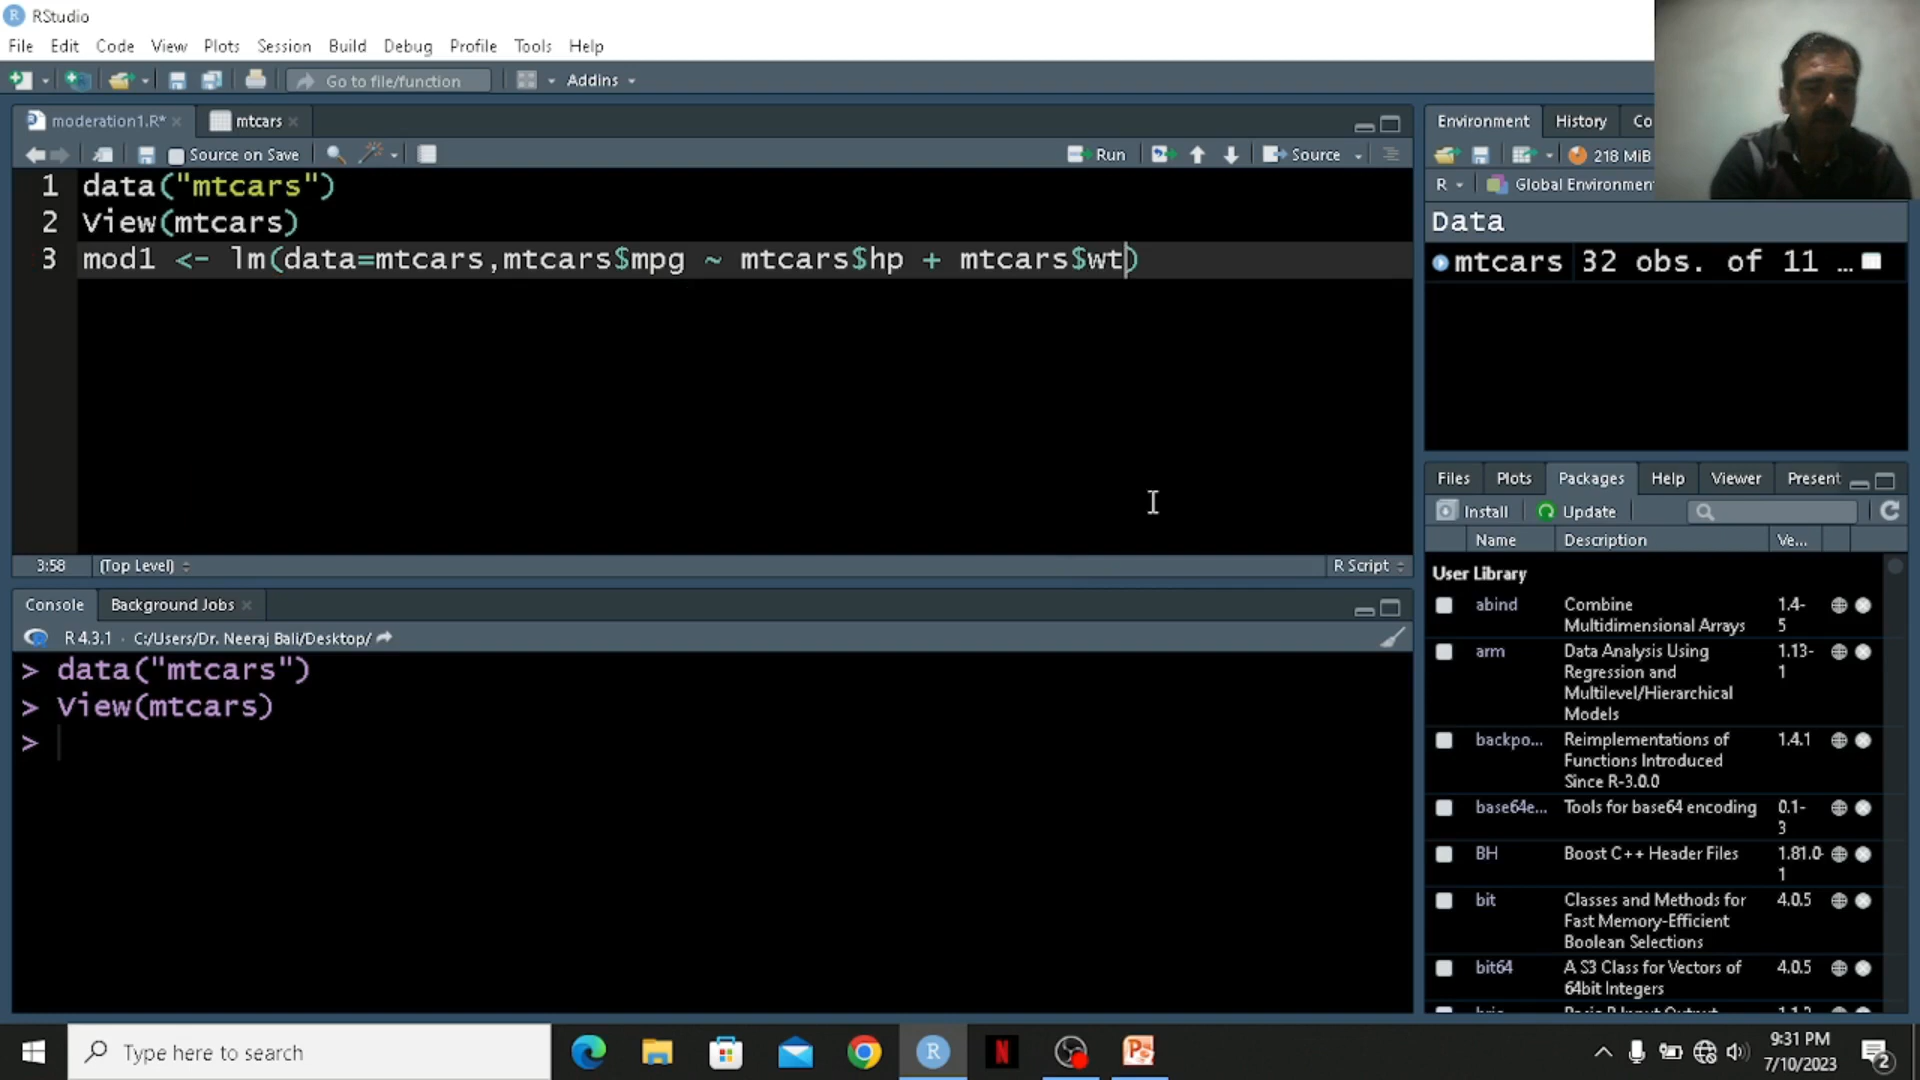 RStudio
File Edit Code View Plots Session Build Debug Profile Tools Help
Go to file/function Addins
moderation1.R* mtcars
Source on Save Run Source
1 data("mtcars")
2 View(mtcars)
3 mod1 <- lm(data=mtcars,mtcars$mpg ~ mtcars$hp + mtcars$wt)
3:58 (Top Level) R Script
Console Background Jobs
R 4.3.1 · C:/Users/Dr. Neeraj Bali/Desktop/
> data("mtcars")
> View(mtcars)
>
Environment History Co
218 MiB
R Global Environmen
Data
mtcars 32 obs. of 11 ...
Files Plots Packages Help Viewer Present
Install Update
Name Description Ve...
User Library
abind Combine Multidimensional Arrays 1.4-5
arm Data Analysis Using Regression and Multilevel/Hierarchical Models 1.13-1
backpo... Reimplementations of Functions Introduced Since R-3.0.0 1.4.1
base64e... Tools for base64 encoding 0.1-3
BH Boost C++ Header Files 1.81.0-1
bit Classes and Methods for Fast Memory-Efficient Boolean Selections 4.0.5
bit64 A S3 Class for Vectors of 64bit Integers 4.0.5
Type here to search
9:31 PM
7/10/2023
2